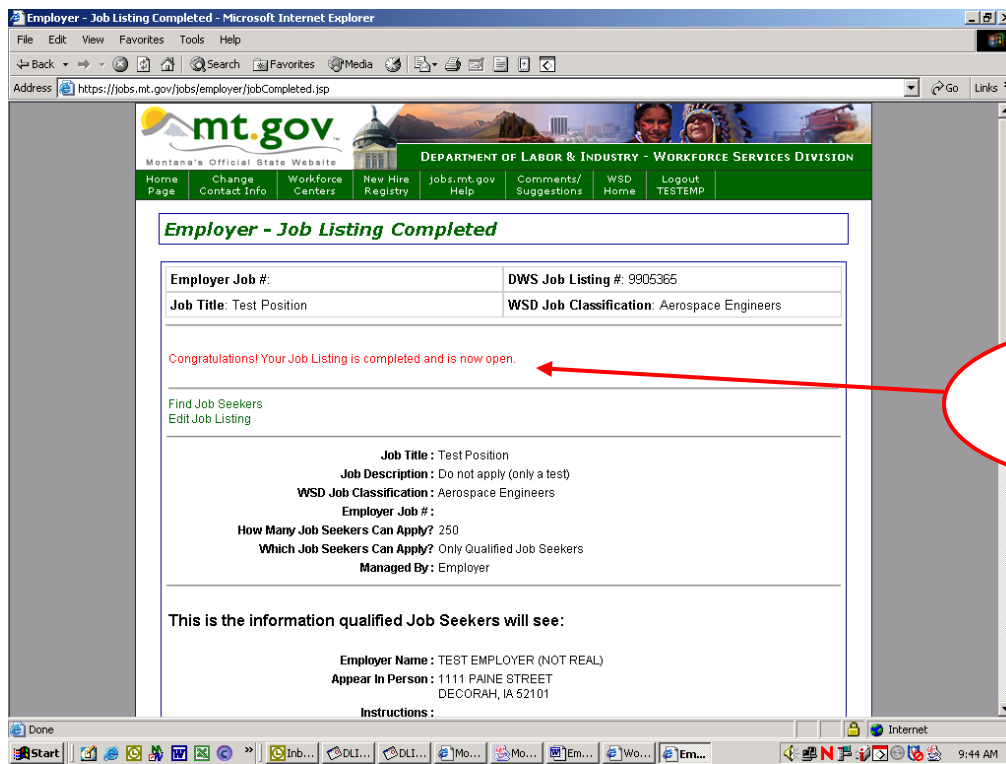 Employer - Job Listing Completed - Microsoft Internet Explorer
File Edit View Favorites Tools Help
Back Search Favorites Media
Address https://jobs.mt.gov/jobs/employer/jobCompleted.jsp Go Links
mt.gov
Montana's Official State Website
DEPARTMENT OF LABOR & INDUSTRY - WORKFORCE SERVICES DIVISION
Home Page Change Contact Info Workforce Centers New Hire Registry jobs.mt.gov Help Comments/ Suggestions WSD Home Logout TESTEMP
Employer - Job Listing Completed
Employer Job #: DWS Job Listing #: 9905365
Job Title: Test Position WSD Job Classification: Aerospace Engineers
Congratulations! Your Job Listing is completed and is now open.
Find Job Seekers
Edit Job Listing
Job Title : Test Position
Job Description : Do not apply (only a test)
WSD Job Classification : Aerospace Engineers
Employer Job # :
How Many Job Seekers Can Apply? 250
Which Job Seekers Can Apply? Only Qualified Job Seekers
Managed By : Employer
This is the information qualified Job Seekers will see:
Employer Name : TEST EMPLOYER (NOT REAL)
Appear In Person : 1111 PAINE STREET
DECORAH, IA 52101
Instructions :
Done Internet
Start Inb... DLI... DLI... Mo... Mo... Em... Wo... Em... 9:44 AM